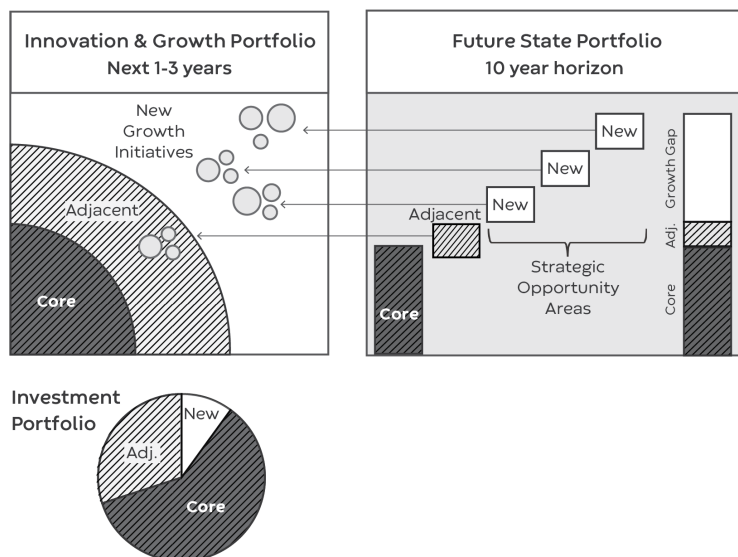 Innovation & Growth Portfolio
Next 1-3 years
New
Growth
Initiatives
Adjacent
Core
Future State Portfolio
10 year horizon
New
New
New
Adjacent
Core
Strategic
Opportunity
Areas
Growth Gap
Adj.
Core
Investment
Portfolio
New
Adj.
Core